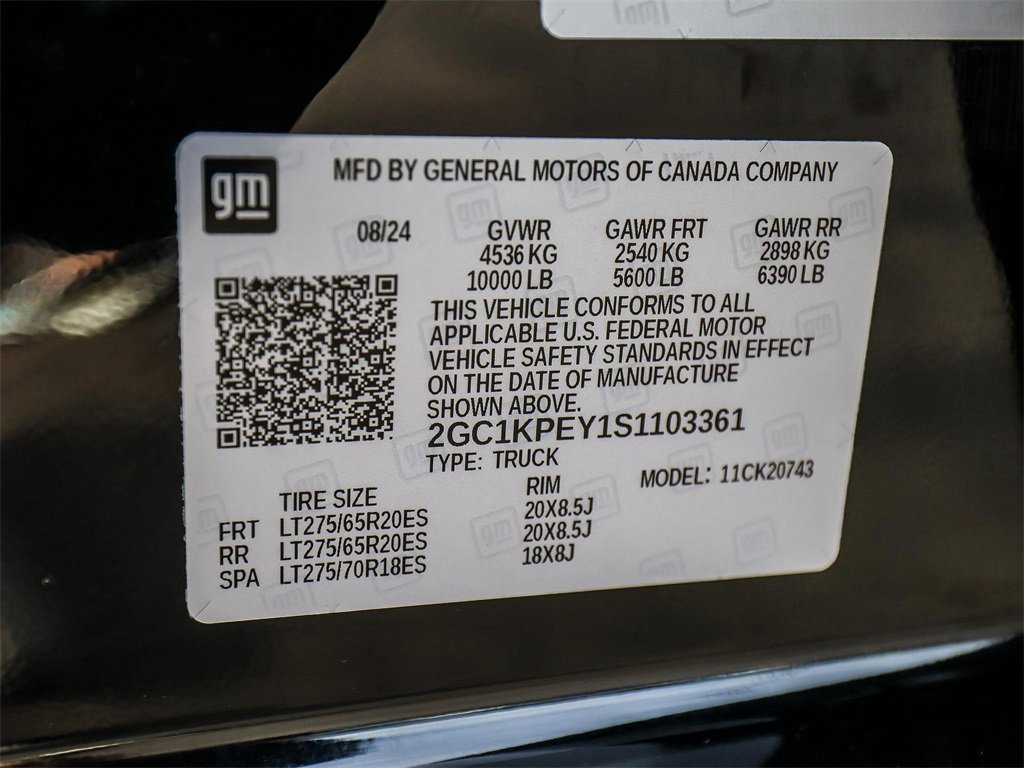 gm
MFD BY GENERAL MOTORS OF CANADA COMPANY
08/24 GVWR GAWR FRT GAWR RR
4536 KG 2540 KG 2898 KG
10000 LB 5600 LB 6390 LB
THIS VEHICLE CONFORMS TO ALL
APPLICABLE U.S. FEDERAL MOTOR
VEHICLE SAFETY STANDARDS IN EFFECT
ON THE DATE OF MANUFACTURE
SHOWN ABOVE.
2GC1KPEY1S1103361
TYPE: TRUCK MODEL: 11CK20743
TIRE SIZE RIM
FRT LT275/65R20ES 20X8.5J
RR LT275/65R20ES 20X8.5J
SPA LT275/70R18ES 18X8J